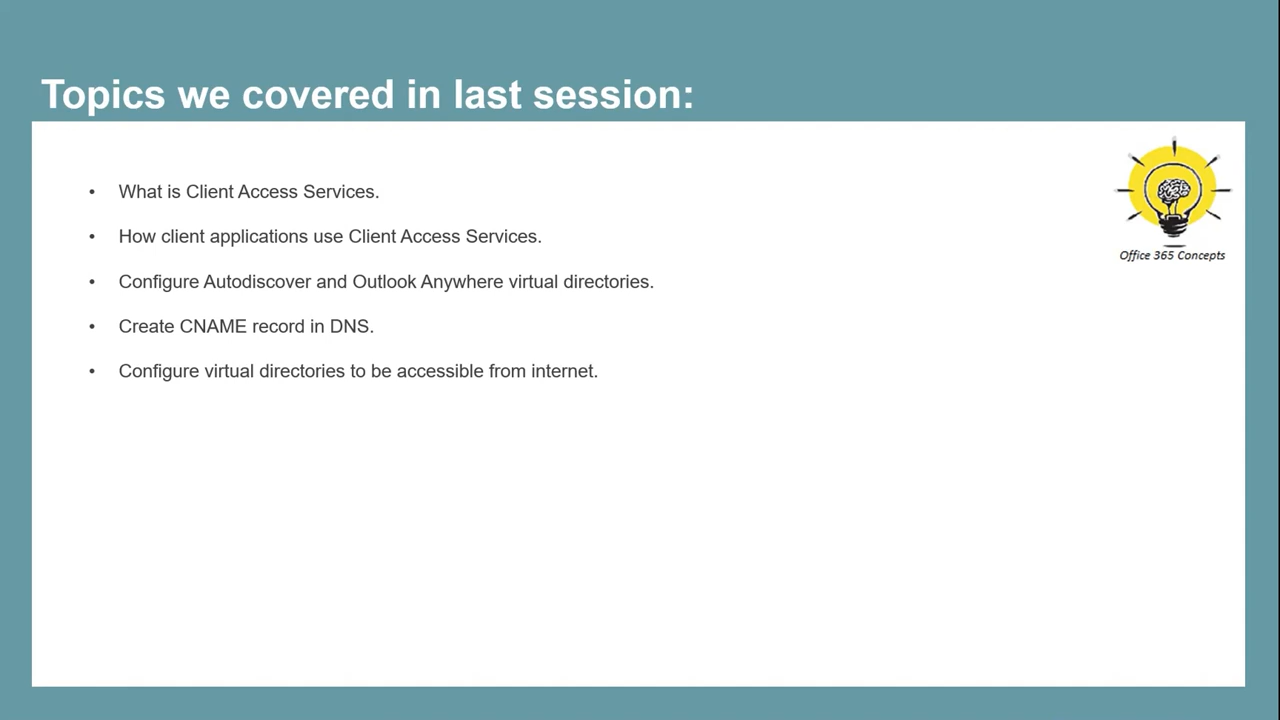 Topics we covered in last session:
• What is Client Access Services.
• How client applications use Client Access Services.
• Configure Autodiscover and Outlook Anywhere virtual directories.
• Create CNAME record in DNS.
• Configure virtual directories to be accessible from internet.
Office 365 Concepts